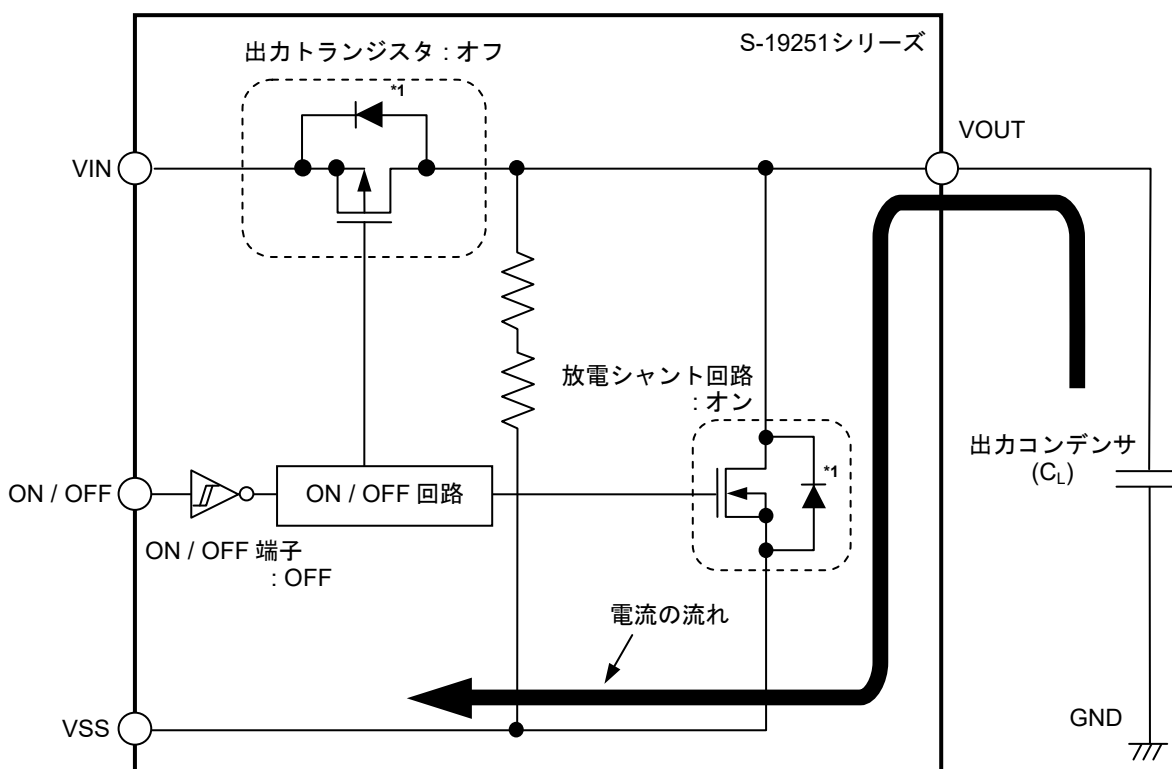 S-19251シリーズ
出力トランジスタ : オフ
*1
VOUT
VIN
放電シャント回路
: オン
*1
出力コンデンサ
(CL)
ON / OFF
ON / OFF 回路
ON / OFF 端子
: OFF
電流の流れ
GND
VSS